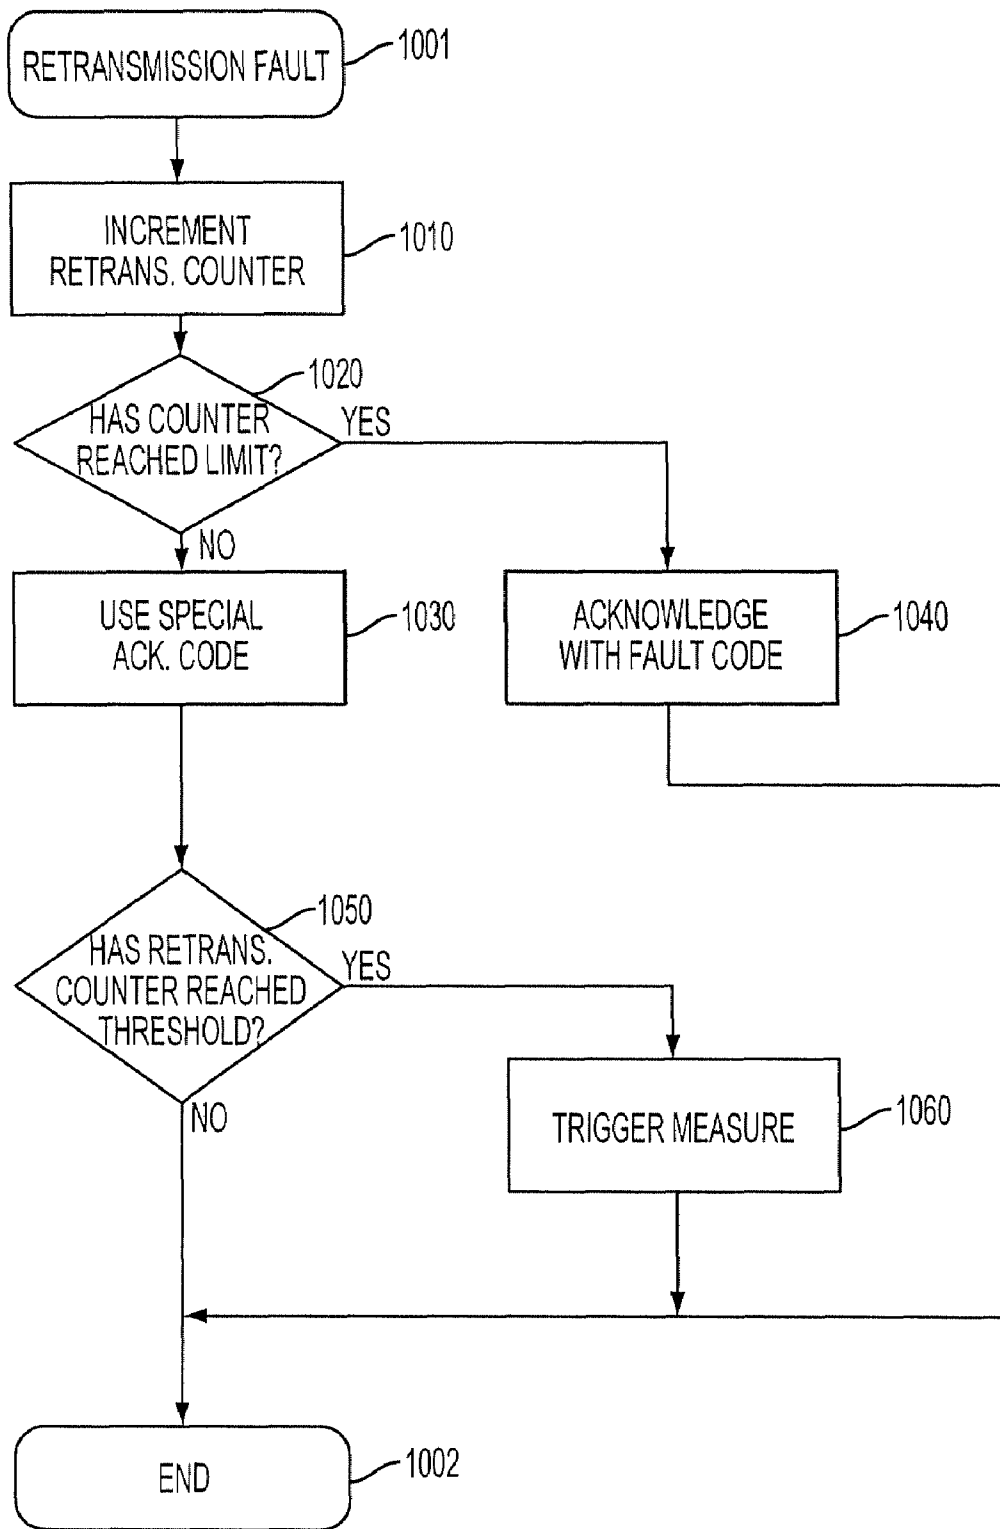 RETRANSMISSION FAULT
1001
INCREMENT
RETRANS. COUNTER
1010
1020
HAS COUNTER
REACHED LIMIT?
YES
NO
USE SPECIAL
ACK. CODE
1030
ACKNOWLEDGE
WITH FAULT CODE
1040
1050
HAS RETRANS.
COUNTER REACHED
THRESHOLD?
YES
NO
TRIGGER MEASURE
1060
END
1002